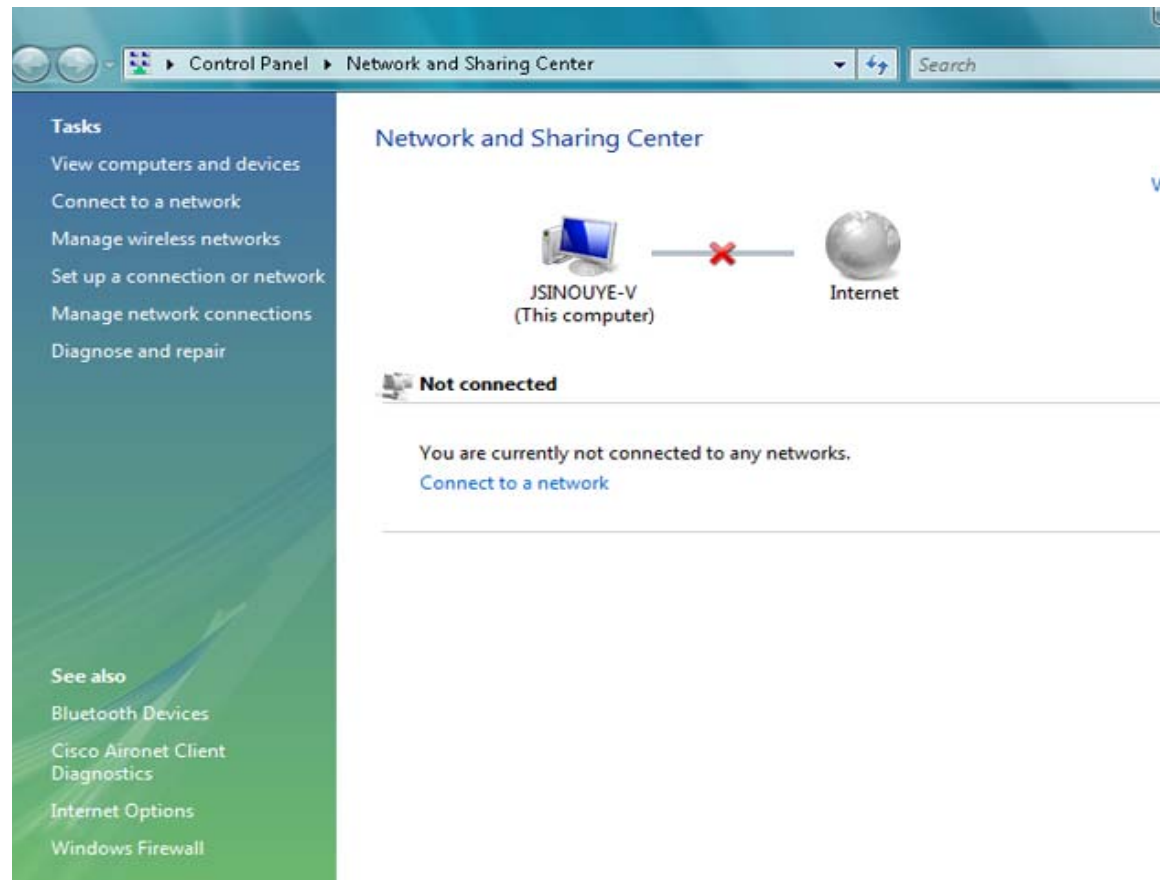 Control Panel
Network and Sharing Center
Search
Tasks
View computers and devices
Connect to a network
Manage wireless networks
Set up a connection or network
Manage network connections
Diagnose and repair
See also
Bluetooth Devices
Cisco Aironet Client
Diagnostics
Internet Options
Windows Firewall
Network and Sharing Center
JSINOUYE-V
(This computer)
Internet
Not connected
You are currently not connected to any networks.
Connect to a network